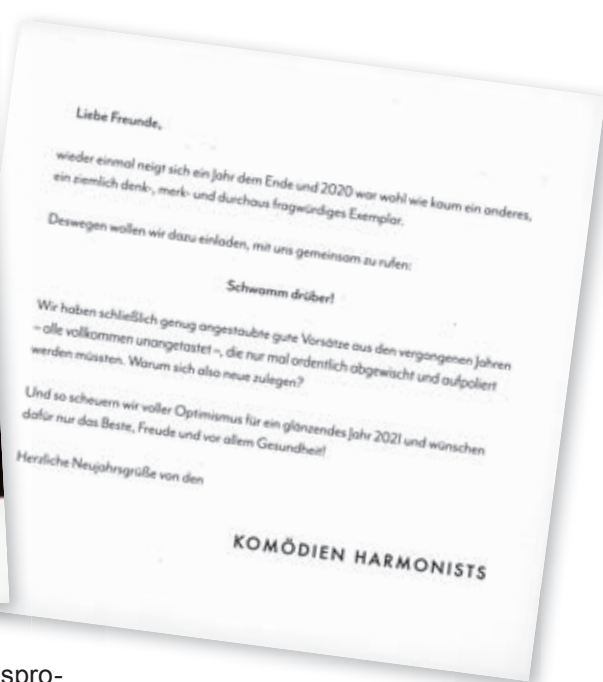 Liebe Freunde,
wieder einmal neigt sich ein Jahr dem Ende und 2020 war wohl wie kaum ein anderes,
ein ziemlich denk-, merk- und durchaus fragwürdiges Exemplar.
Deswegen wollen wir dazu einladen, mit uns gemeinsam zu rufen:
Schwamm drüber!
Wir haben schließlich genug angestaubte gute Vorsätze aus den vergangenen Jahren
– alle vollkommen unangetastet –, die nur mal ordentlich abgewischt und aufpoliert
werden müssten. Warum sich also neue zulegen?
Und so scheuern wir voller Optimismus für ein glänzendes Jahr 2021 und wünschen
dafür nur das Beste, Freude und vor allem Gesundheit!
Herzliche Neujahrsgrüße von den
KOMÖDIEN HARMONISTS
spro-